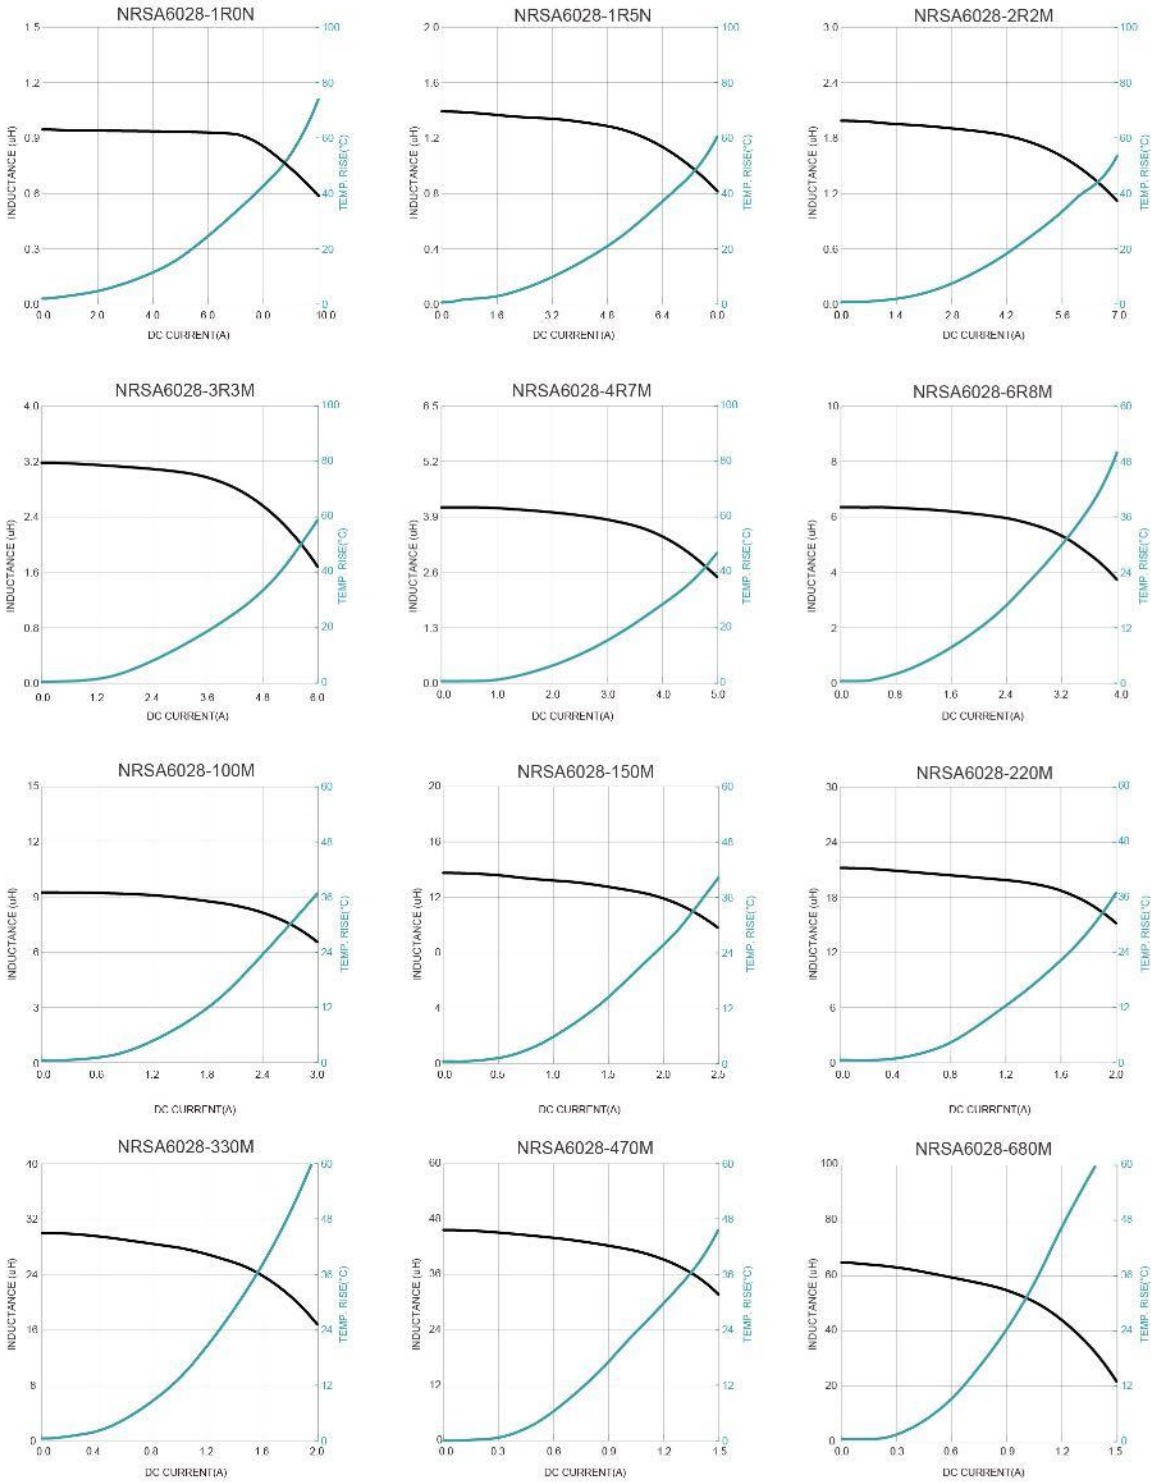 NRSA6028-1R0N
1.5
1.2
0.9
0.6
0.3
0.0
INDUCTANCE (uH)
100
80
60
40
20
0
TEMP. RISE(°C)
0.0 2.0 4.0 6.0 8.0 10.0
DC CURRENT(A)
NRSA6028-1R5N
2.0
1.6
1.2
0.8
0.4
0.0
INDUCTANCE (uH)
100
80
60
40
20
0
TEMP. RISE(°C)
0.0 1.6 3.2 4.8 6.4 8.0
DC CURRENT(A)
NRSA6028-2R2M
3.0
2.4
1.8
1.2
0.6
0.0
INDUCTANCE (uH)
100
80
60
40
20
0
TEMP. RISE(°C)
0.0 1.4 2.8 4.2 5.6 7.0
DC CURRENT(A)
NRSA6028-3R3M
4.0
3.2
2.4
1.6
0.8
0.0
INDUCTANCE (uH)
100
80
60
40
20
0
TEMP. RISE(°C)
0.0 1.2 2.4 3.6 4.8 6.0
DC CURRENT(A)
NRSA6028-4R7M
6.5
5.2
3.9
2.6
1.3
0.0
INDUCTANCE (uH)
100
80
60
40
20
0
TEMP. RISE(°C)
0.0 1.0 2.0 3.0 4.0 5.0
DC CURRENT(A)
NRSA6028-6R8M
10
8
6
4
2
0
INDUCTANCE (uH)
60
48
36
24
12
0
TEMP. RISE(°C)
0.0 0.8 1.6 2.4 3.2 4.0
DC CURRENT(A)
NRSA6028-100M
15
12
9
6
3
0
INDUCTANCE (uH)
60
48
36
24
12
0
TEMP. RISE(°C)
0.0 0.6 1.2 1.8 2.4 3.0
DC CURRENT(A)
NRSA6028-150M
20
16
12
8
4
0
INDUCTANCE (uH)
60
48
36
24
12
0
TEMP. RISE(°C)
0.0 0.5 1.0 1.5 2.0 2.5
DC CURRENT(A)
NRSA6028-220M
30
24
18
12
6
0
INDUCTANCE (uH)
60
48
36
24
12
0
TEMP. RISE(°C)
0.0 0.4 0.8 1.2 1.6 2.0
DC CURRENT(A)
NRSA6028-330M
40
32
24
16
8
0
INDUCTANCE (uH)
60
48
36
24
12
0
TEMP. RISE(°C)
0.0 0.4 0.8 1.2 1.6 2.0
DC CURRENT(A)
NRSA6028-470M
60
48
36
24
12
0
INDUCTANCE (uH)
60
48
36
24
12
0
TEMP. RISE(°C)
0.0 0.3 0.6 0.9 1.2 1.5
DC CURRENT(A)
NRSA6028-680M
100
80
60
40
20
0
INDUCTANCE (uH)
60
48
36
24
12
0
TEMP. RISE(°C)
0.0 0.3 0.6 0.9 1.2 1.5
DC CURRENT(A)